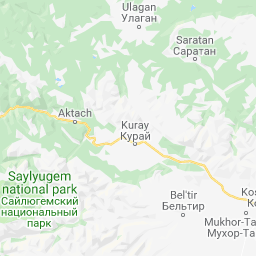 Ulagan
Улаган
Saratan
Саратан
Aktach
Kuray
Курай
Saylyugem
national park
Сайлюгемский
национальный
парк
Bel'tir
Бельтир
Kos
Ко
Mukhor-Ta
Мухор-Та